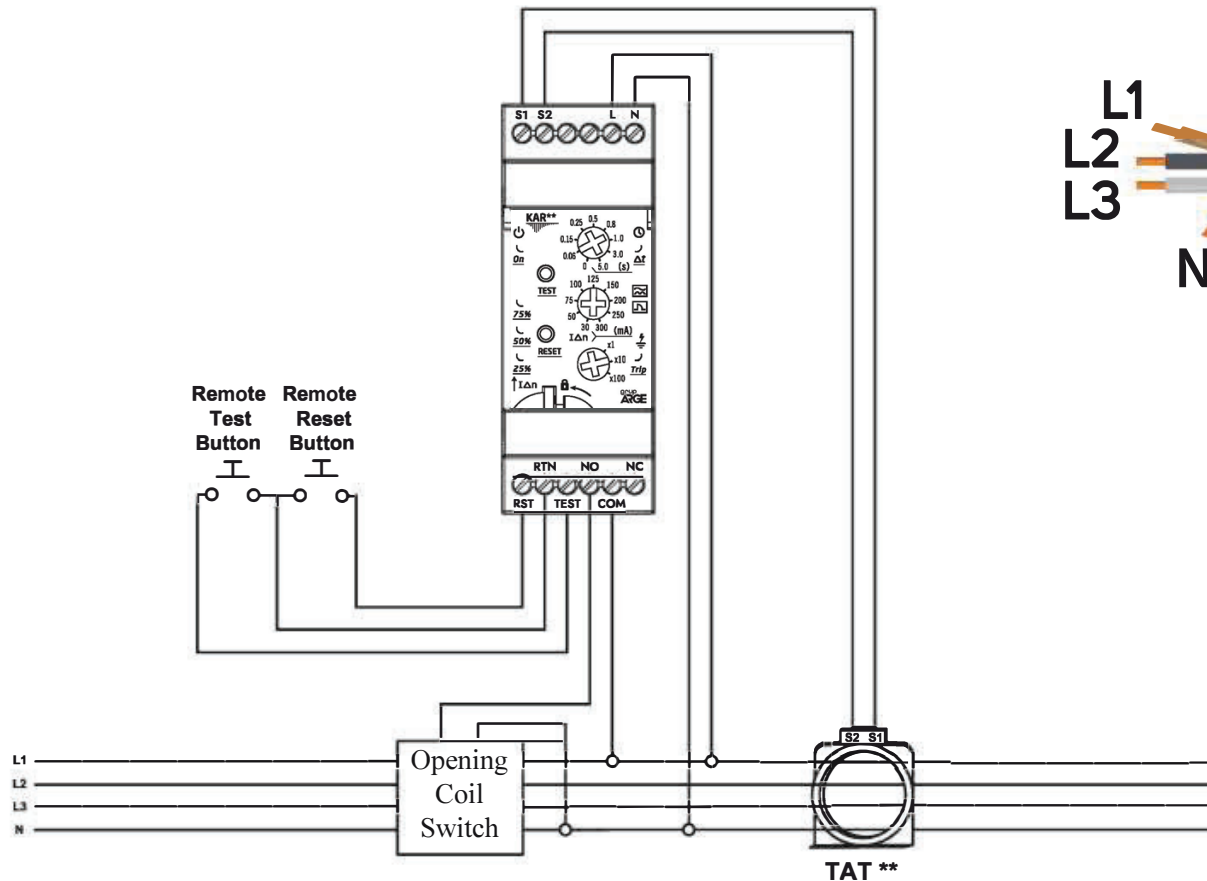 S1 S2 L N
KAR**
0.25 0.5 0.8
0.15 1.0
0.06 3.0
0 5.0 (s)
On
Δt
TEST
125
100 150
75 200
50 250
30 300 (mA)
IΔn
75%
50%
25%
RESET
x1
x10
x100
Trip
↑IΔn
GRUP
ARGE
RTN NO NC
RST TEST COM
Remote
Test
Button
Remote
Reset
Button
L1
L2
L3
N
Opening
Coil
Switch
S2 S1
TAT **
L1
L2
L3
N